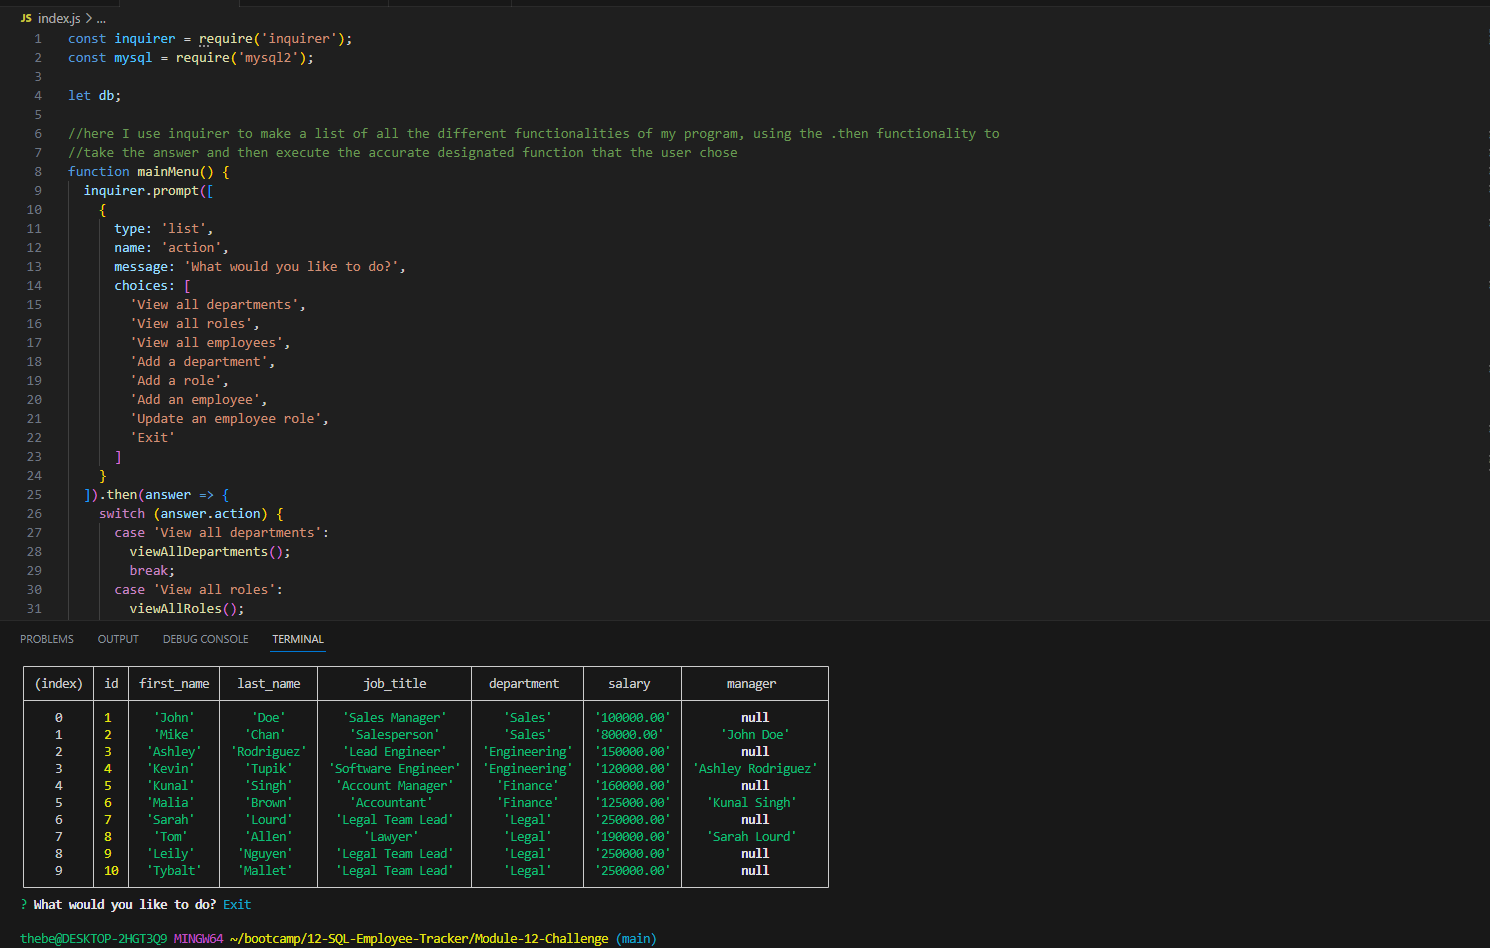 JS index.js > ...
1 const inquirer = require('inquirer');
2 const mysql = require('mysql2');
3
4 let db;
5
6 //here I use inquirer to make a list of all the different functionalities of my program, using the .then functionality to
7 //take the answer and then execute the accurate designated function that the user chose
8 function mainMenu() {
9 inquirer.prompt([
10 {
11 type: 'list',
12 name: 'action',
13 message: 'What would you like to do?',
14 choices: [
15 'View all departments',
16 'View all roles',
17 'View all employees',
18 'Add a department',
19 'Add a role',
20 'Add an employee',
21 'Update an employee role',
22 'Exit'
23 ]
24 }
25 ]).then(answer => {
26 switch (answer.action) {
27 case 'View all departments':
28 viewAllDepartments();
29 break;
30 case 'View all roles':
31 viewAllRoles();
PROBLEMS OUTPUT DEBUG CONSOLE TERMINAL
(index) id first_name last_name job_title department salary manager
0 1 'John' 'Doe' 'Sales Manager' 'Sales' '100000.00' null
1 2 'Mike' 'Chan' 'Salesperson' 'Sales' '80000.00' 'John Doe'
2 3 'Ashley' 'Rodriguez' 'Lead Engineer' 'Engineering' '150000.00' null
3 4 'Kevin' 'Tupik' 'Software Engineer' 'Engineering' '120000.00' 'Ashley Rodriguez'
4 5 'Kunal' 'Singh' 'Account Manager' 'Finance' '160000.00' null
5 6 'Malia' 'Brown' 'Accountant' 'Finance' '125000.00' 'Kunal Singh'
6 7 'Sarah' 'Lourd' 'Legal Team Lead' 'Legal' '250000.00' null
7 8 'Tom' 'Allen' 'Lawyer' 'Legal' '190000.00' 'Sarah Lourd'
8 9 'Leily' 'Nguyen' 'Legal Team Lead' 'Legal' '250000.00' null
9 10 'Tybalt' 'Mallet' 'Legal Team Lead' 'Legal' '250000.00' null
? What would you like to do? Exit
thebe@DESKTOP-2HGT3Q9 MINGW64 ~/bootcamp/12-SQL-Employee-Tracker/Module-12-Challenge (main)